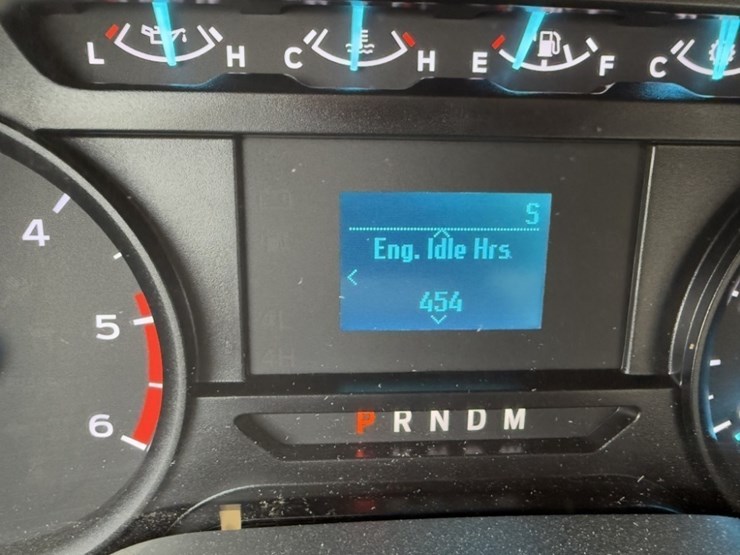 L H C H E F C
S
Eng. Idle Hrs
454
4
5
6
P R N D M